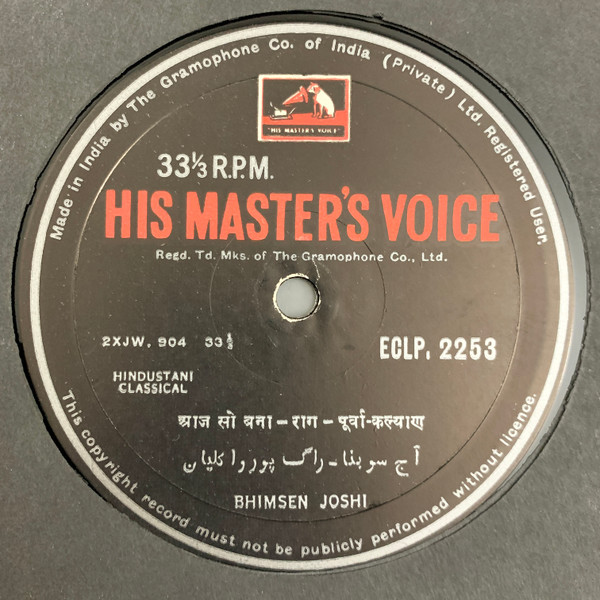 Made in India by The Gramophone Co. of India (Private) Ltd. Registered User.
"HIS MASTER'S VOICE"
33⅓ R.P.M.
HIS MASTER'S VOICE
Regd. Td. Mks. of The Gramophone Co., Ltd.
2XJW. 904 33⅓
ECLP. 2253
HINDUSTANI
CLASSICAL
आज सो बना – राग – पूर्वा-कल्याण
آج سو بنا - راگ پوروا کلیان
BHIMSEN JOSHI
This copyright record must not be publicly performed without licence.